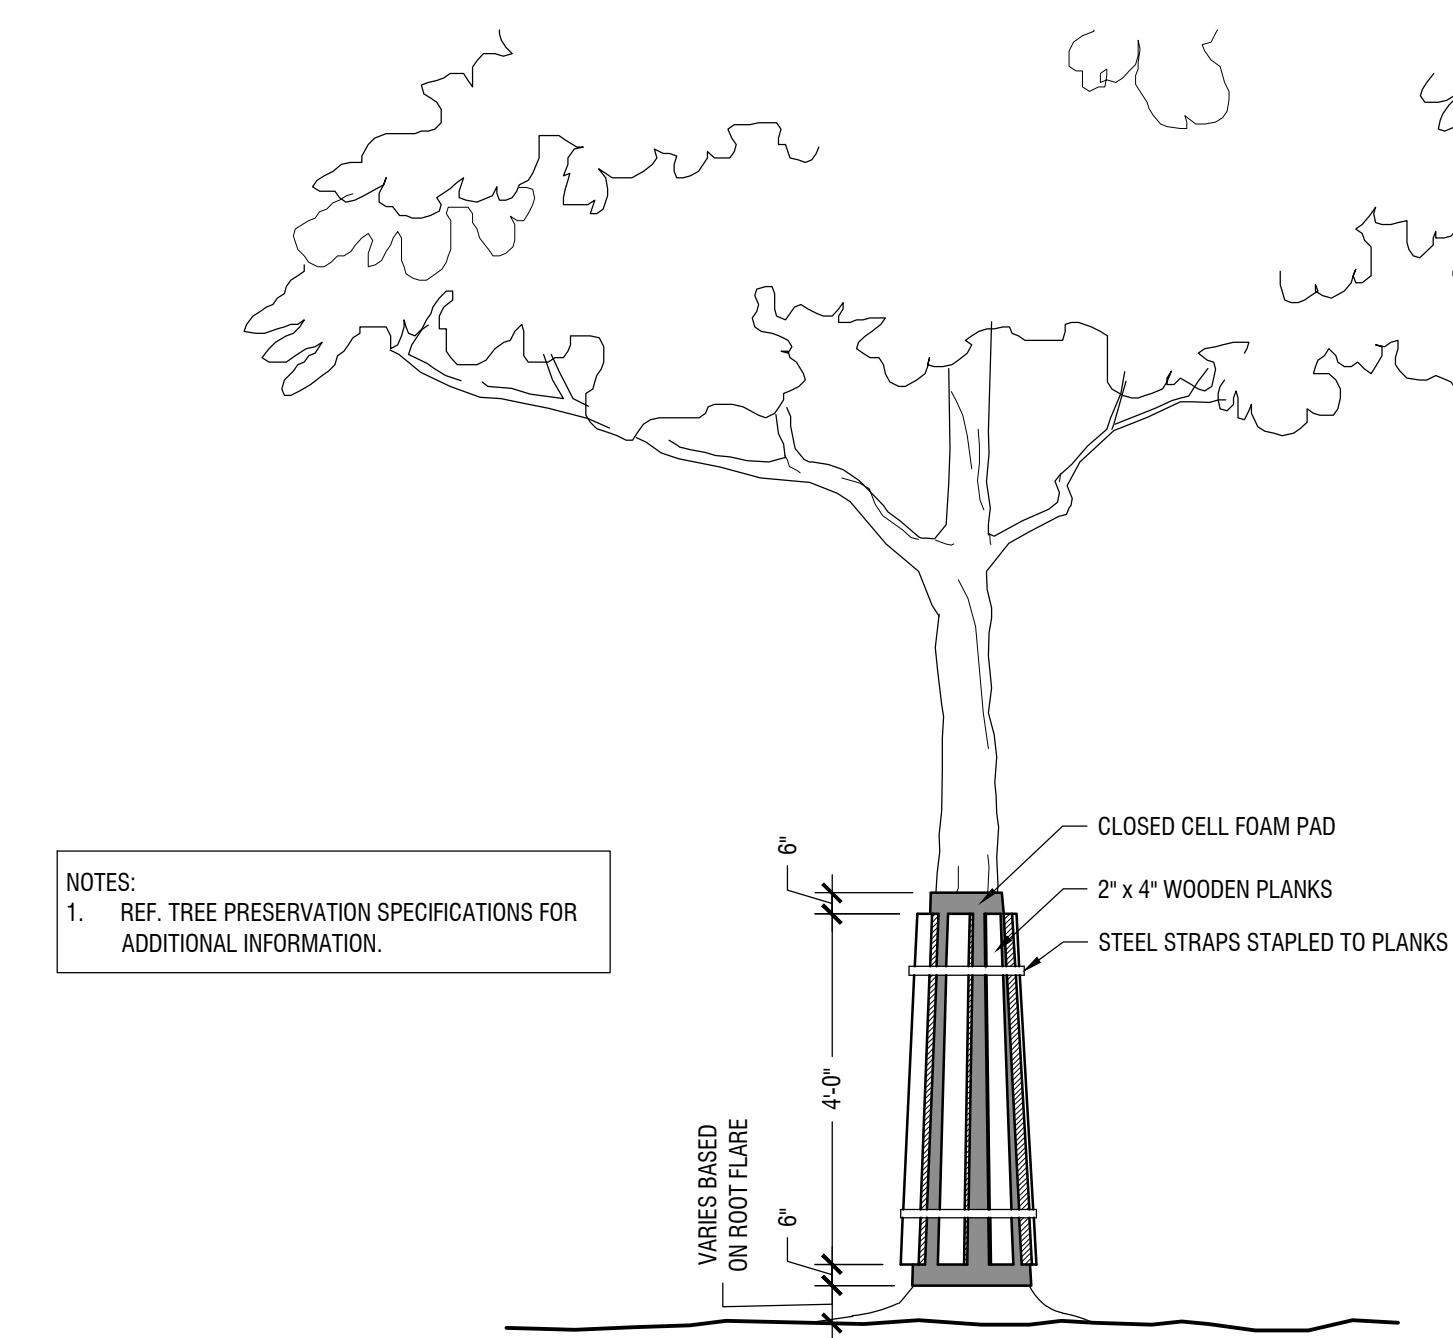 6"
CLOSED CELL FOAM PAD
2" x 4" WOODEN PLANKS
STEEL STRAPS STAPLED TO PLANKS
NOTES:
1. REF. TREE PRESERVATION SPECIFICATIONS FOR
ADDITIONAL INFORMATION.
4'-0"
VARIES BASED
ON ROOT FLARE
6"